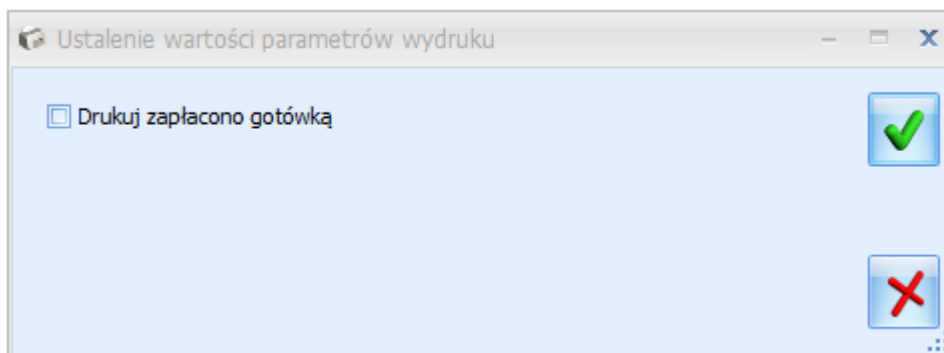 Ustalenie wartości parametrów wydruku
Drukuj zapłacono gotówką